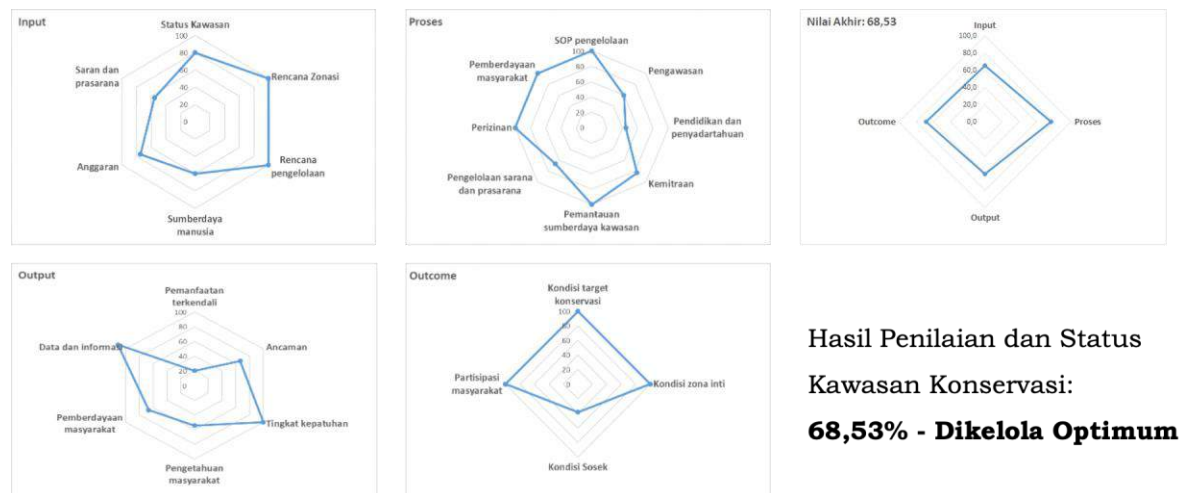 Input
Status Kawasan
100
80
60
40
20
0
Rencana Zonasi
Rencana
pengelolaan
Sumberdaya
manusia
Anggaran
Saran dan
prasarana
Proses
SOP pengelolaan
100
80
60
40
20
0
Pengawasan
Pendidikan dan
penyadartahuan
Kemitraan
Pemantauan
sumberdaya kawasan
Pengelolaan sarana
dan prasarana
Perizinan
Pemberdayaan
masyarakat
Nilai Akhir: 68,53
Input
100,0
80,0
60,0
40,0
20,0
0,0
Proses
Output
Outcome
Output
Pemanfaatan
terkendali
100
80
60
40
20
0
Ancaman
Tingkat kepatuhan
Pengetahuan
masyarakat
Pemberdayaan
masyarakat
Data dan informasi
Outcome
Kondisi target
konservasi
100
80
60
40
20
0
Kondisi zona inti
Kondisi Sosek
Partisipasi
masyarakat
Hasil Penilaian dan Status
Kawasan Konservasi:
68,53% - Dikelola Optimum